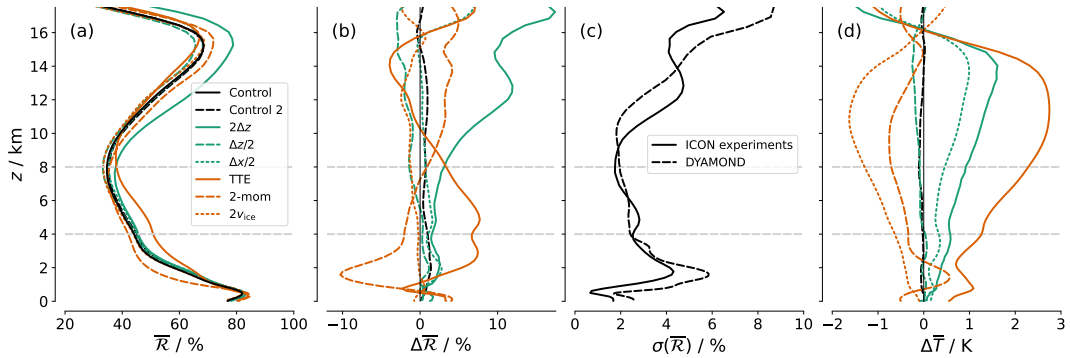 (a)
(b)
(c)
(d)
z / km
16
14
12
10
8
6
4
2
0
Control
Control 2
2Δz
Δz/2
Δx/2
TTE
2-mom
2v_ice
ICON experiments
DYAMOND
20 40 60 80 100
−10 0 10
0 2 4 6 8 10
−2 −1 0 1 2 3
ℛ̅ / %
Δℛ̅ / %
σ(ℛ̅) / %
ΔT̅ / K